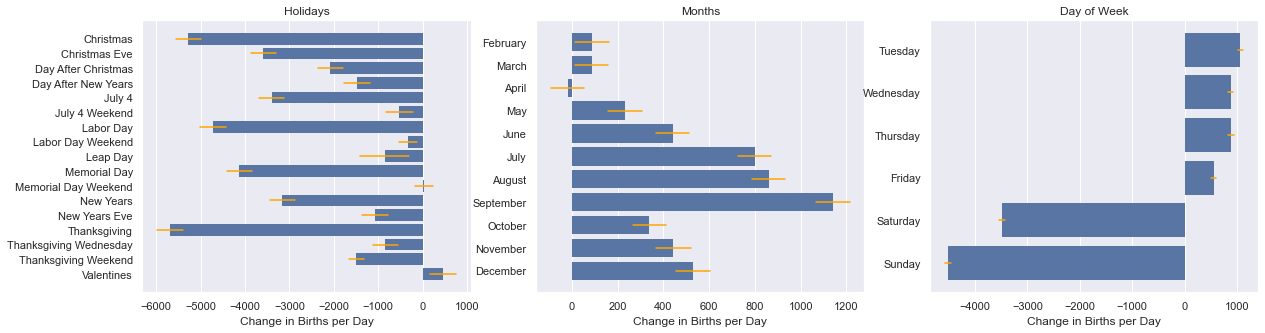 Holidays
Christmas
Christmas Eve
Day After Christmas
Day After New Years
July 4
July 4 Weekend
Labor Day
Labor Day Weekend
Leap Day
Memorial Day
Memorial Day Weekend
New Years
New Years Eve
Thanksgiving
Thanksgiving Wednesday
Thanksgiving Weekend
Valentines
−6000 −5000 −4000 −3000 −2000 −1000 0 1000
Change in Births per Day
Months
February
March
April
May
June
July
August
September
October
November
December
0 200 400 600 800 1000 1200
Change in Births per Day
Day of Week
Tuesday
Wednesday
Thursday
Friday
Saturday
Sunday
−4000 −3000 −2000 −1000 0 1000
Change in Births per Day